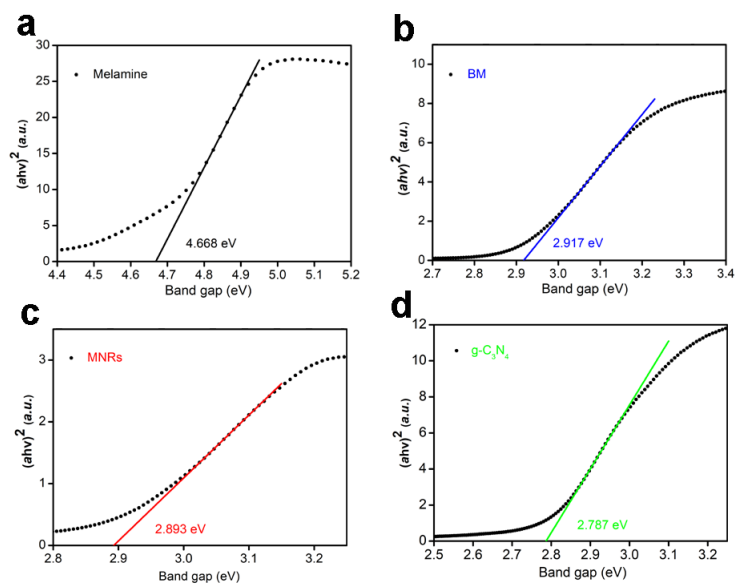 a
30
25
20
15
10
5
0
(ahv)² (a.u.)
Melamine
4.668 eV
4.4 4.5 4.6 4.7 4.8 4.9 5.0 5.1 5.2
Band gap (eV)
b
10
8
6
4
2
0
(ahv)² (a.u.)
BM
2.917 eV
2.7 2.8 2.9 3.0 3.1 3.2 3.3 3.4
Band gap (eV)
c
3
2
1
0
(ahv)² (a.u.)
MNRs
2.893 eV
2.8 2.9 3.0 3.1 3.2
Band gap (eV)
d
12
10
8
6
4
2
0
(ahv)² (a.u.)
g-C₃N₄
2.787 eV
2.5 2.6 2.7 2.8 2.9 3.0 3.1 3.2
Band gap (eV)